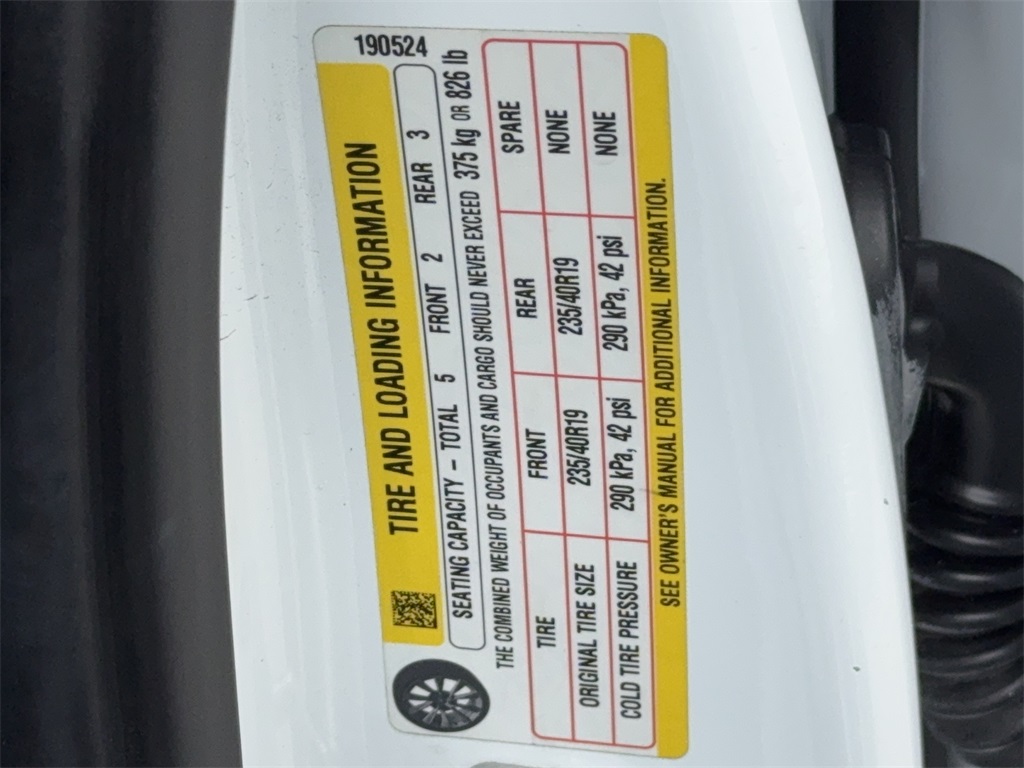 190524
TIRE AND LOADING INFORMATION
SEATING CAPACITY – TOTAL 5 FRONT 2 REAR 3
THE COMBINED WEIGHT OF OCCUPANTS AND CARGO SHOULD NEVER EXCEED 375 kg OR 826 lb
TIRE FRONT REAR SPARE
ORIGINAL TIRE SIZE 235/40R19 235/40R19 NONE
COLD TIRE PRESSURE 290 kPa, 42 psi 290 kPa, 42 psi NONE
SEE OWNER'S MANUAL FOR ADDITIONAL INFORMATION.